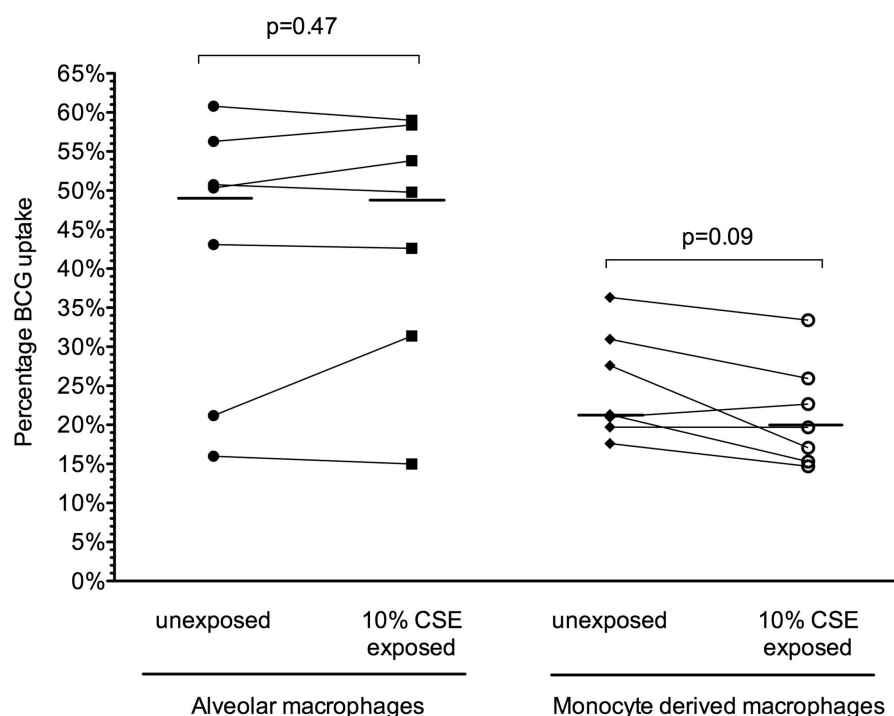 p=0.47
65%
60%
55%
50%
45%
40%
35%
30%
25%
20%
15%
10%
5%
0%
Percentage BCG uptake
p=0.09
unexposed
10% CSE
exposed
unexposed
10% CSE
exposed
Alveolar macrophages
Monocyte derived macrophages